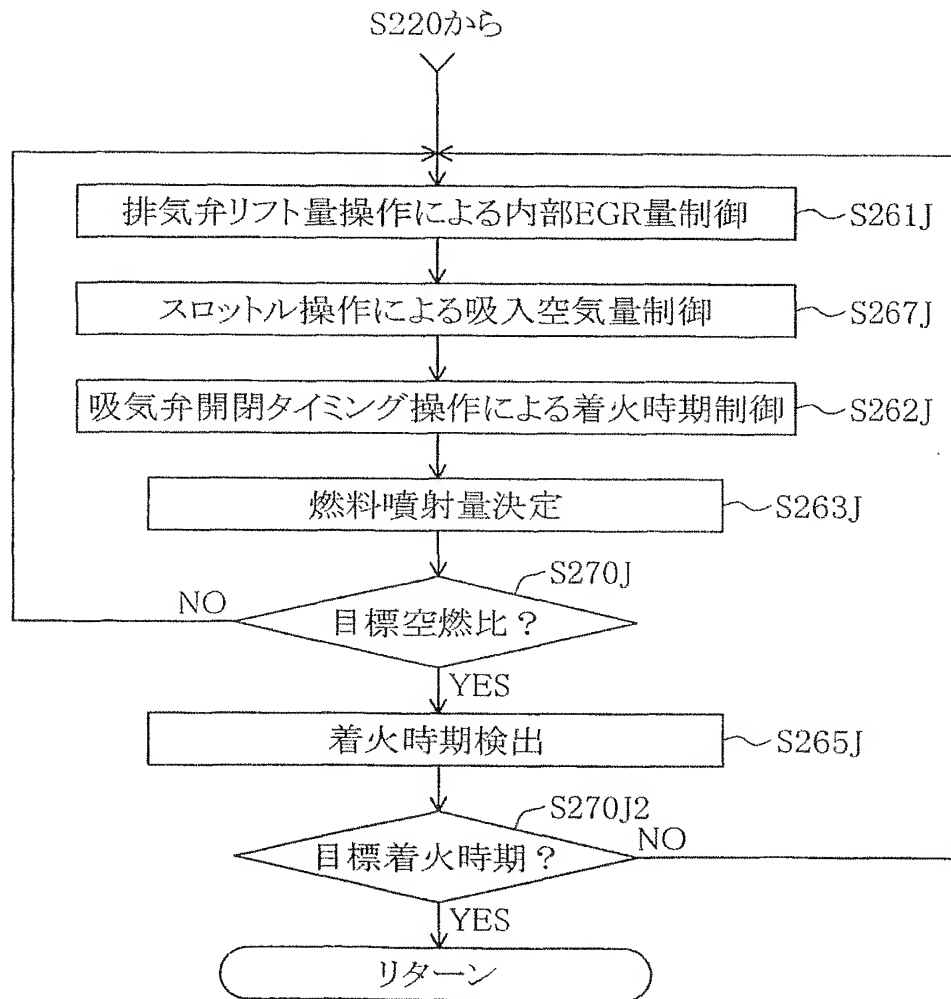 S220から
排気弁リフト量操作による内部EGR量制御
S261J
スロットル操作による吸入空気量制御
S267J
吸気弁開閉タイミング操作による着火時期制御
S262J
燃料噴射量決定
S263J
S270J
NO
目標空燃比?
YES
着火時期検出
S265J
S270J2
目標着火時期?
NO
YES
リターン